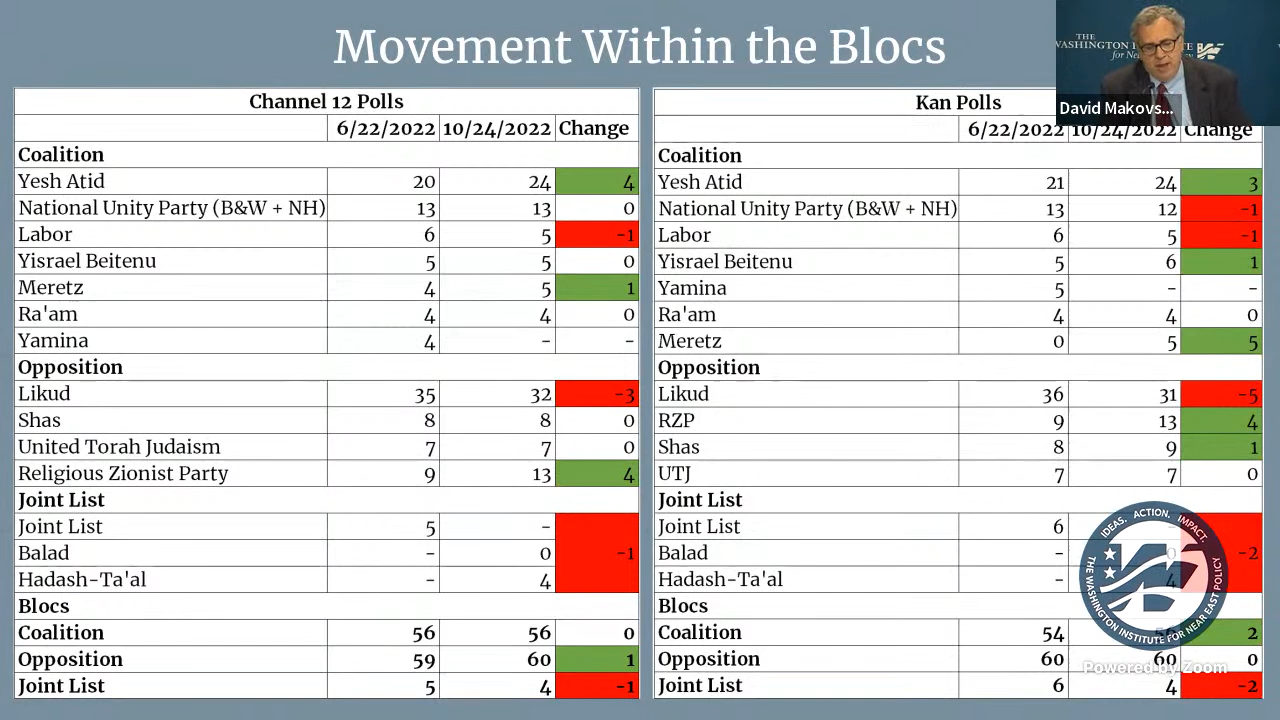 Movement Within the Blocs
THE
WASHINGTON
for Ne
David Makovs...
Channel 12 Polls
6/22/2022 10/24/2022 Change
Coalition
Yesh Atid 20 24 4
National Unity Party (B&W + NH) 13 13 0
Labor 6 5 -1
Yisrael Beitenu 5 5 0
Meretz 4 5 1
Ra'am 4 4 0
Yamina 4 - -
Opposition
Likud 35 32 -3
Shas 8 8 0
United Torah Judaism 7 7 0
Religious Zionist Party 9 13 4
Joint List
Joint List 5 -
Balad - 0 -1
Hadash-Ta'al - 4
Blocs
Coalition 56 56 0
Opposition 59 60 1
Joint List 5 4 -1
Kan Polls
6/22/2022 10/24/2022 Change
Coalition
Yesh Atid 21 24 3
National Unity Party (B&W + NH) 13 12 -1
Labor 6 5 -1
Yisrael Beitenu 5 6 1
Yamina 5 - -
Ra'am 4 4 0
Meretz 0 5 5
Opposition
Likud 36 31 -5
RZP 9 13 4
Shas 8 9 1
UTJ 7 7 0
Joint List
Joint List 6 -
Balad - 0 -2
Hadash-Ta'al - 4
Blocs
Coalition 54 56 2
Opposition 60 60 0
Joint List 6 4 -2
IDEAS. ACTION. IMPACT.
THE WASHINGTON INSTITUTE FOR NEAR EAST POLICY
Powered by Zoom